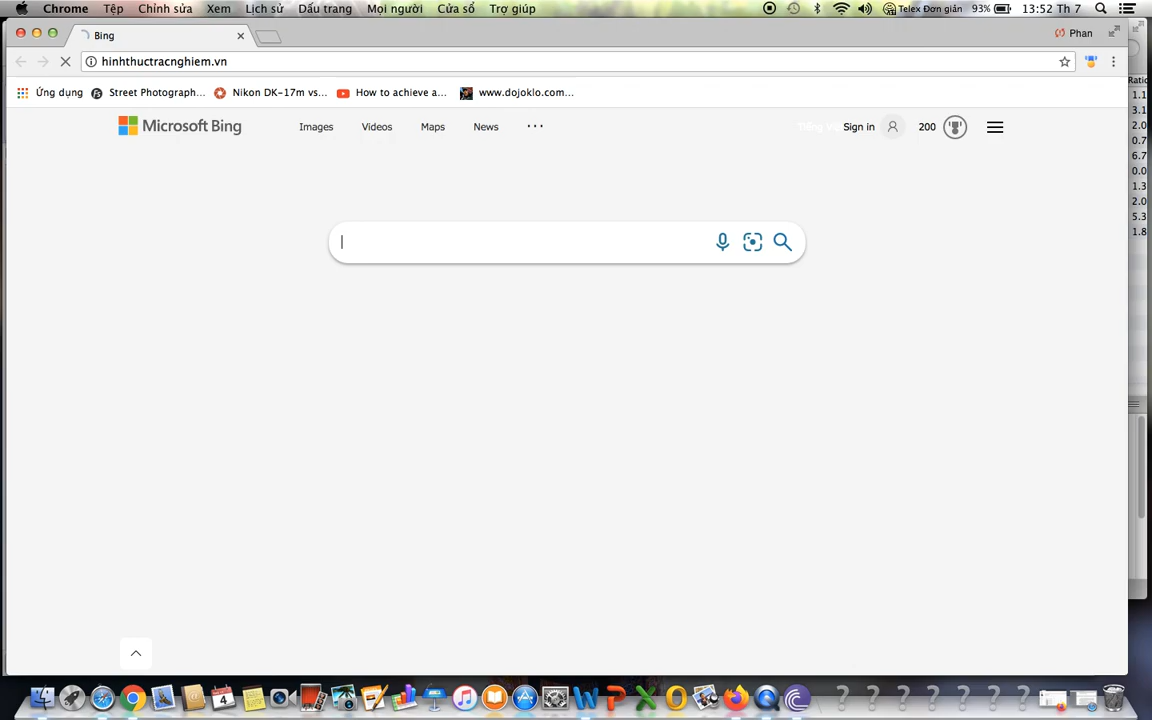 Chrome Tệp Chỉnh sửa Xem Lịch sử Dấu trang Mọi người Cửa sổ Trợ giúp Telex Đơn giản 93% 13:52 Th 7
Bing Phan
hinhthuctracnghiem.vn
Ứng dụng Street Photograph... Nikon DK-17m vs... How to achieve a... www.dojoklo.com...
Microsoft Bing Images Videos Maps News ··· Sign in 200
Ratio
1.1
3.1
2.0
0.7
6.7
0.0
1.3
2.0
5.3
1.8
4